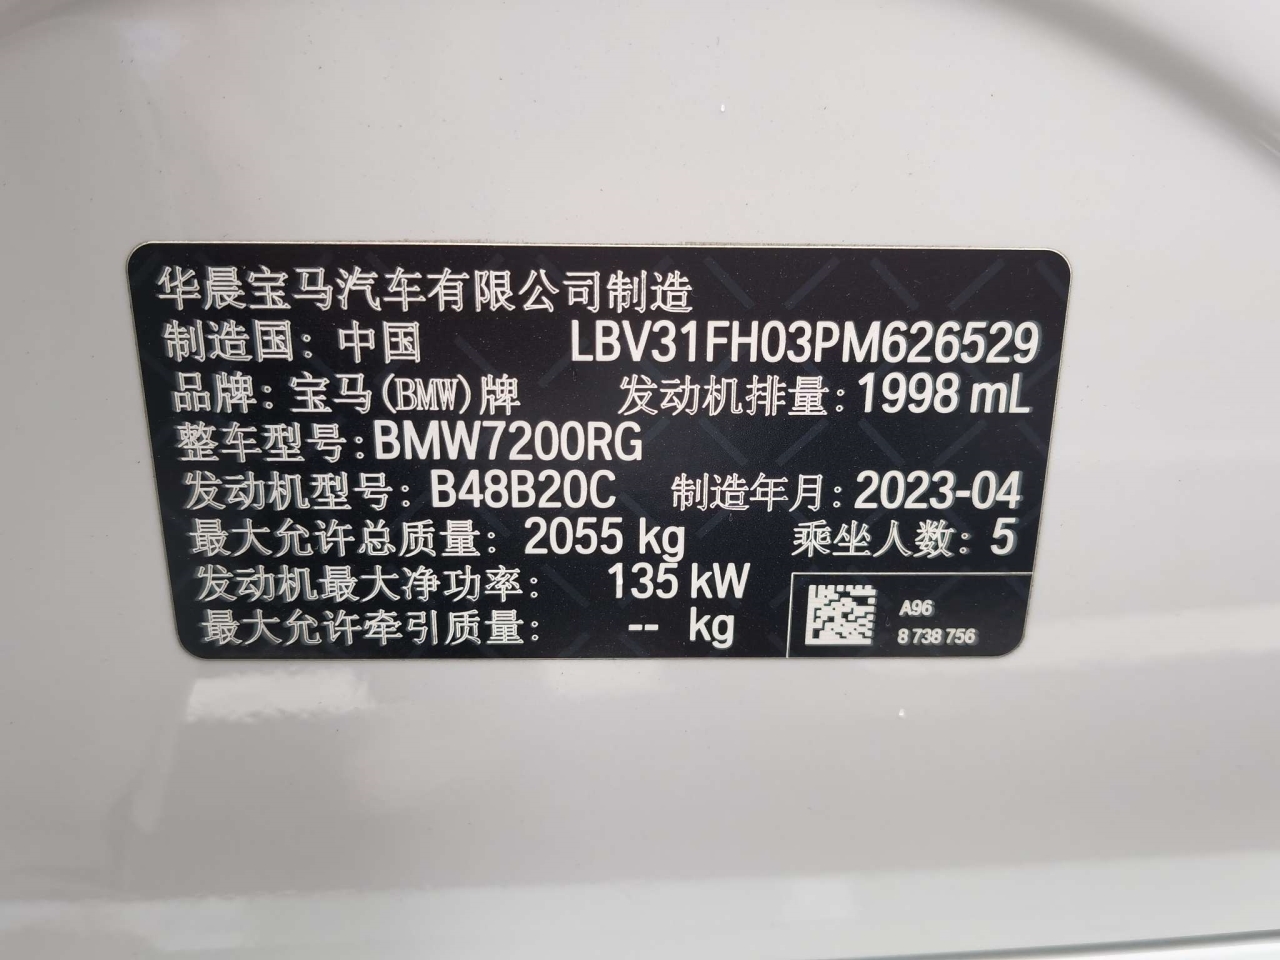 华晨宝马汽车有限公司制造
制造国：中国 LBV31FH03PM626529
品牌：宝马(BMW)牌 发动机排量：1998 mL
整车型号：BMW7200RG
发动机型号：B48B20C 制造年月：2023-04
最大允许总质量：2055 kg 乘坐人数：5
发动机最大净功率：135 kW
最大允许牵引质量：-- kg
A96
8 738 756